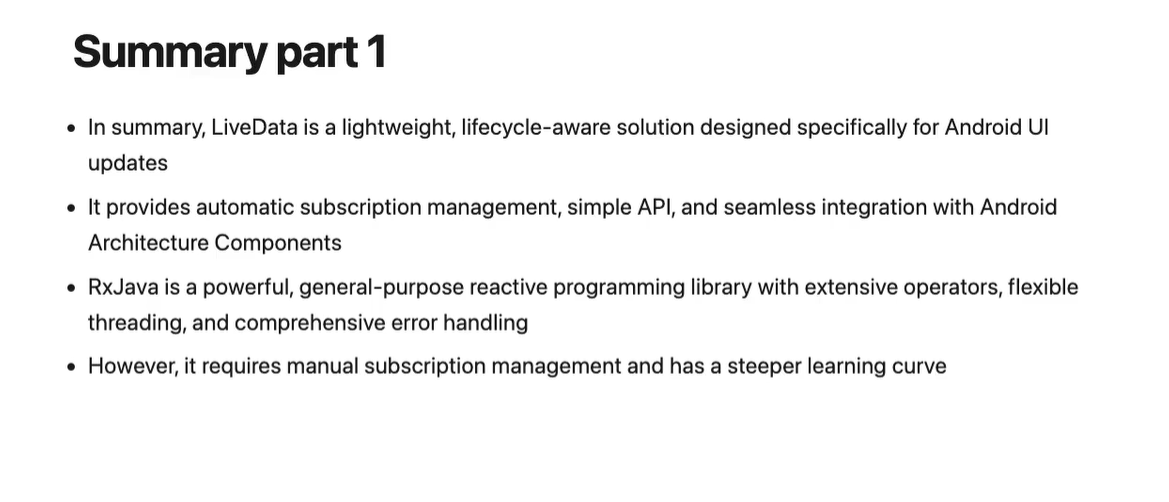 Summary part 1
• In summary, LiveData is a lightweight, lifecycle-aware solution designed specifically for Android UI
updates
• It provides automatic subscription management, simple API, and seamless integration with Android
Architecture Components
• RxJava is a powerful, general-purpose reactive programming library with extensive operators, flexible
threading, and comprehensive error handling
• However, it requires manual subscription management and has a steeper learning curve